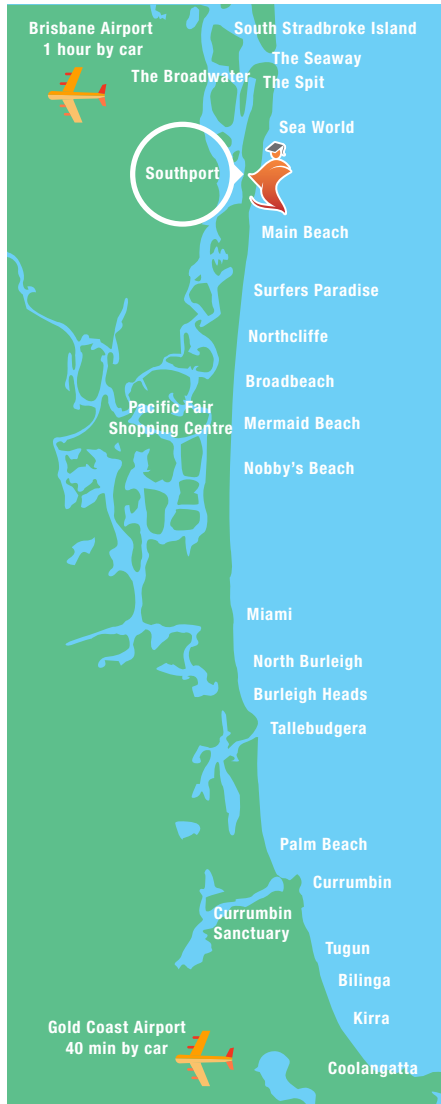 Brisbane Airport
1 hour by car
South Stradbroke Island
The Seaway
The Broadwater
The Spit
Sea World
Southport
Main Beach
Surfers Paradise
Northcliffe
Broadbeach
Pacific Fair
Shopping Centre
Mermaid Beach
Nobby's Beach
Miami
North Burleigh
Burleigh Heads
Tallebudgera
Palm Beach
Currumbin
Currumbin
Sanctuary
Tugun
Bilinga
Kirra
Gold Coast Airport
40 min by car
Coolangatta